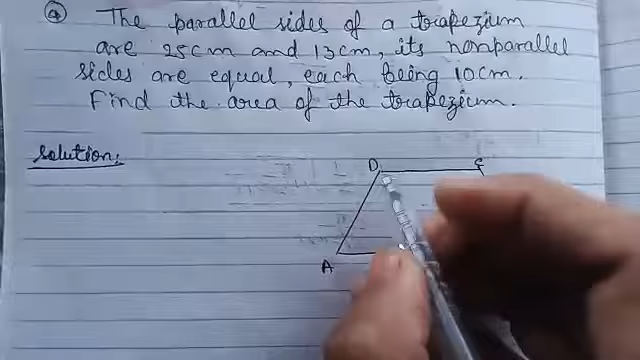 Q The parallel sides of a trapezium
are 25cm and 13cm, its nonparallel
sides are equal, each being 10cm.
Find the area of the trapezium.
Solution:
D C
A